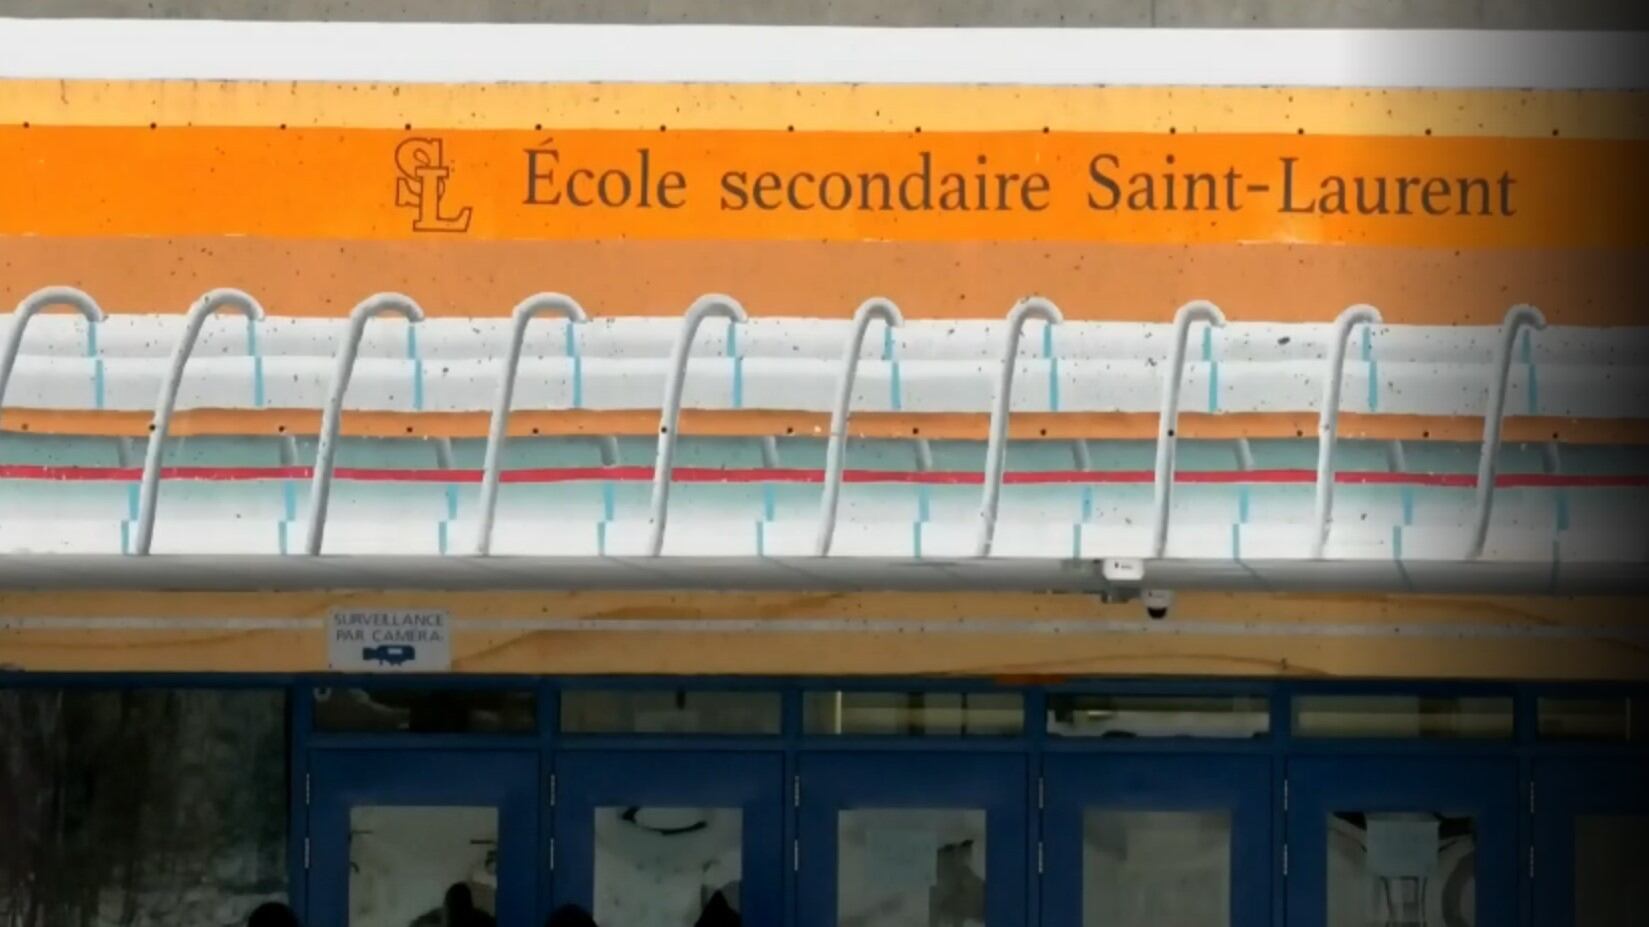 SL École secondaire Saint-Laurent
SURVEILLANCE
PAR CAMÉRA